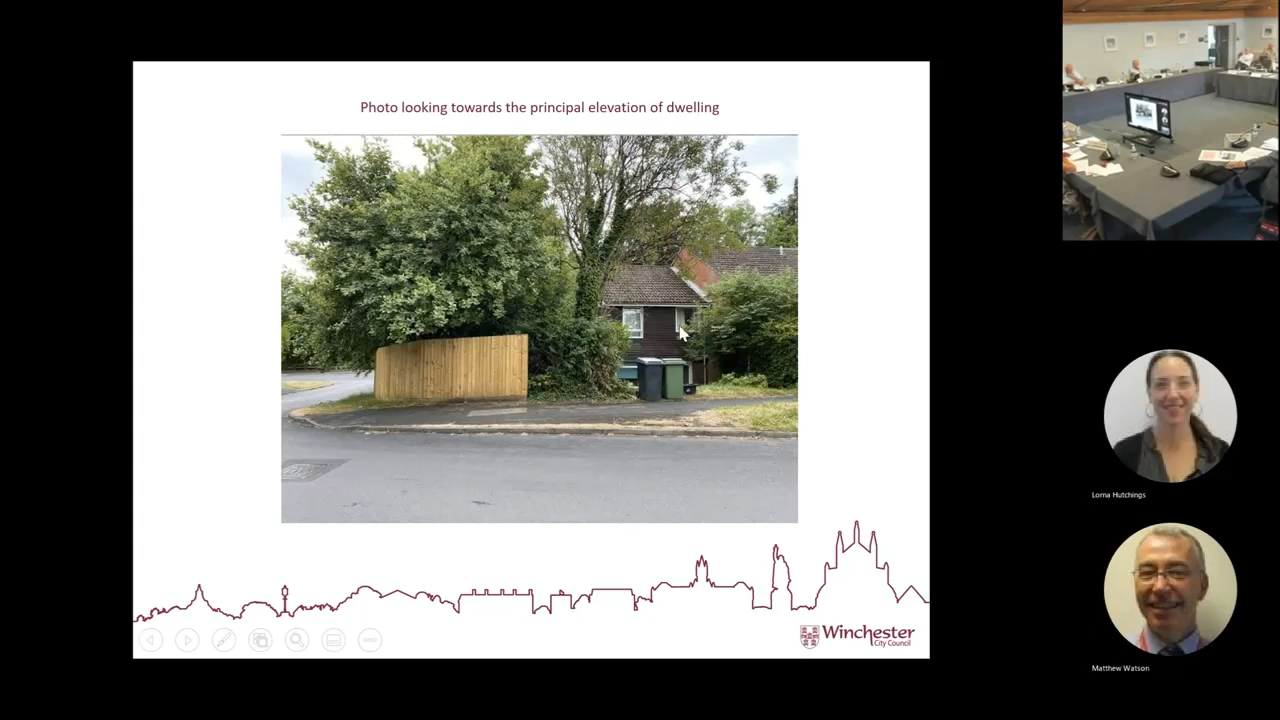 Photo looking towards the principal elevation of dwelling
Winchester
City Council
Lorna Hutchings
Matthew Watson